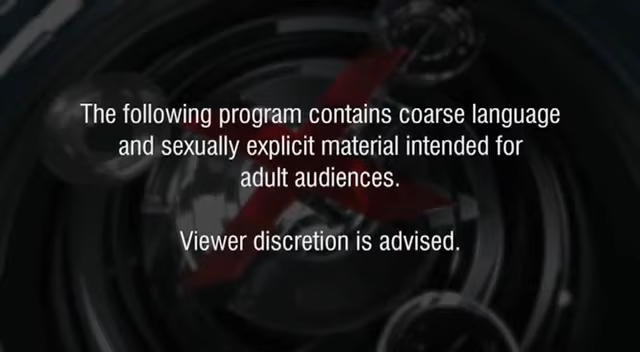 The following program contains coarse language
and sexually explicit material intended for
adult audiences.
Viewer discretion is advised.